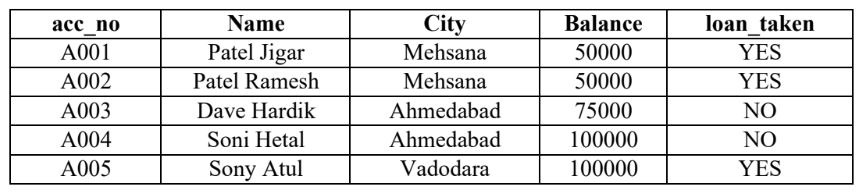 acc_no Name City Balance loan_taken
A001 Patel Jigar Mehsana 50000 YES
A002 Patel Ramesh Mehsana 50000 YES
A003 Dave Hardik Ahmedabad 75000 NO
A004 Soni Hetal Ahmedabad 100000 NO
A005 Sony Atul Vadodara 100000 YES